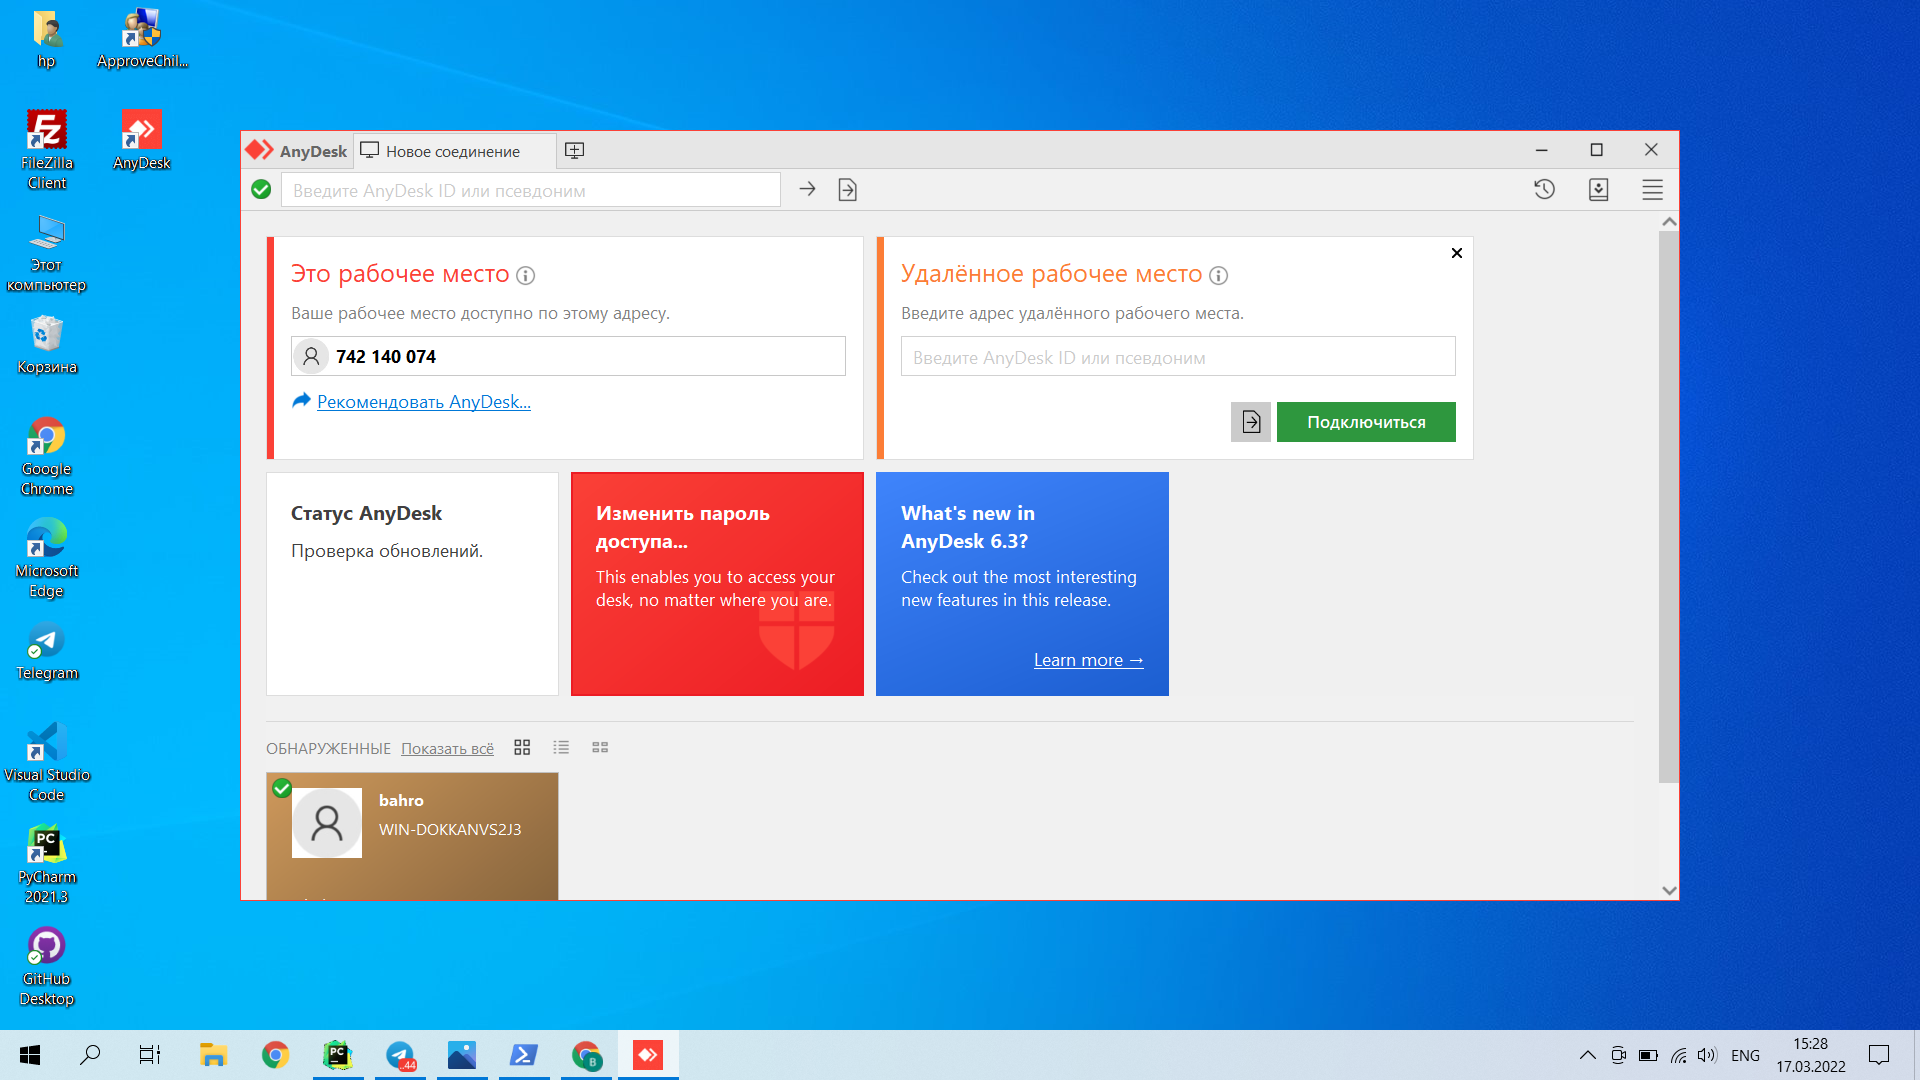 hp
ApproveChil...
FileZilla
Client
AnyDesk
Этот
компьютер
Корзина
Google
Chrome
Microsoft
Edge
Telegram
Visual Studio
Code
PyCharm
2021.3
GitHub
Desktop
AnyDesk
Новое соединение
Введите AnyDesk ID или псевдоним
Это рабочее место
Ваше рабочее место доступно по этому адресу.
742 140 074
Рекомендовать AnyDesk...
Удалённое рабочее место
Введите адрес удалённого рабочего места.
Введите AnyDesk ID или псевдоним
Подключиться
Статус AnyDesk
Проверка обновлений.
Изменить пароль
доступа...
This enables you to access your
desk, no matter where you are.
What's new in
AnyDesk 6.3?
Check out the most interesting
new features in this release.
Learn more →
ОБНАРУЖЕННЫЕ Показать всё
bahro
WIN-DOKKANVS2J3
PC
..44
B
ENG
15:28
17.03.2022